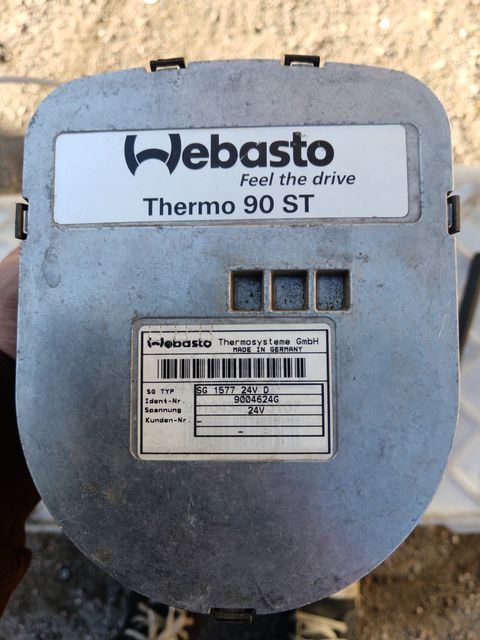 Webasto
Feel the drive
Thermo 90 ST
Webasto Thermosysteme GmbH
MADE IN GERMANY
SG TYP SG 1577 24V D
Ident-Nr. 9004624G
Spannung 24V
Kunden-Nr. -
-